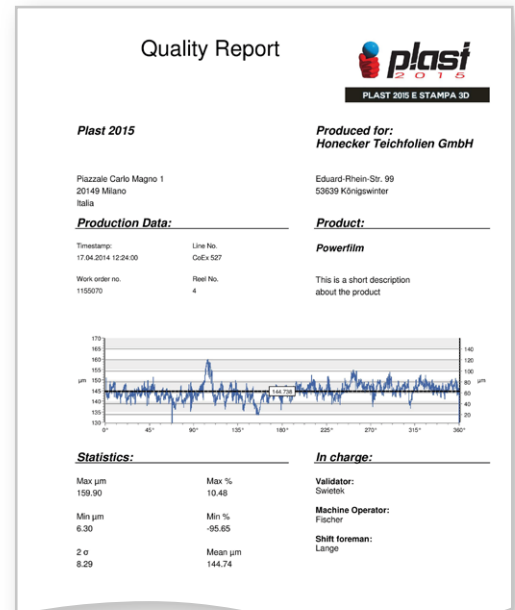 Quality Report
plast
2015
PLAST 2015 E STAMPA 3D
Plast 2015
Produced for:
Honecker Teichfolien GmbH
Piazzale Carlo Magno 1
20149 Milano
Italia
Eduard-Rhein-Str. 99
53639 Königswinter
Production Data:
Product:
Timestamp:
Line No.
17.04.2014 12:24:00
CoEx 527
Work order no.
Reel No.
1155070
4
Powerfilm
This is a short description
about the product
170
165
160
155
150
145
140
135
130
µm
144.738
140
120
100
80
60
40
20
µm
0°
45°
90°
135°
180°
225°
270°
315°
360°
Statistics:
In charge:
Max µm
Max %
159.90
10.48
Min µm
Min %
6.30
-95.65
2 σ
Mean µm
8.29
144.74
Validator:
Swietek
Machine Operator:
Fischer
Shift foreman:
Lange